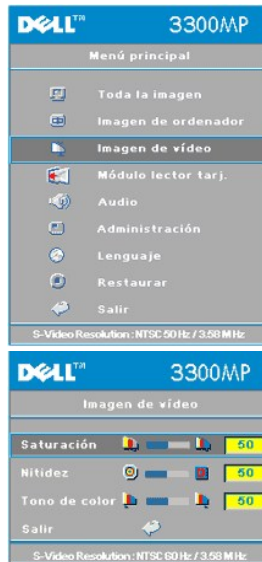 DELL™ 3300MP
Menú principal
Toda la imagen
Imagen de ordenador
Imagen de vídeo
Módulo lector tarj.
Audio
Administración
Lenguaje
Restaurar
Salir
S-Video Resolution : NTSC 50 Hz / 3.58 MHz
DELL™ 3300MP
Imagen de vídeo
Saturación 50
Nitidez 50
Tono de color 50
Salir
S-Video Resolution : NTSC 60 Hz / 3.58 MHz